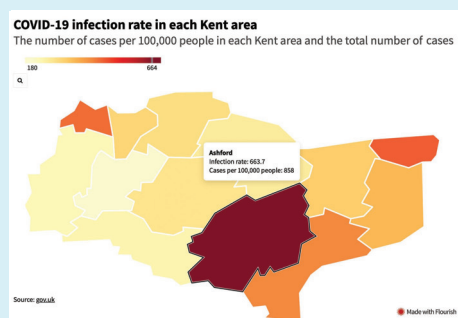 COVID-19 infection rate in each Kent area
The number of cases per 100,000 people in each Kent area and the total number of cases
180 664
Ashford
Infection rate: 663.7
Cases per 100,000 people: 858
Source: gov.uk
Made with Flourish